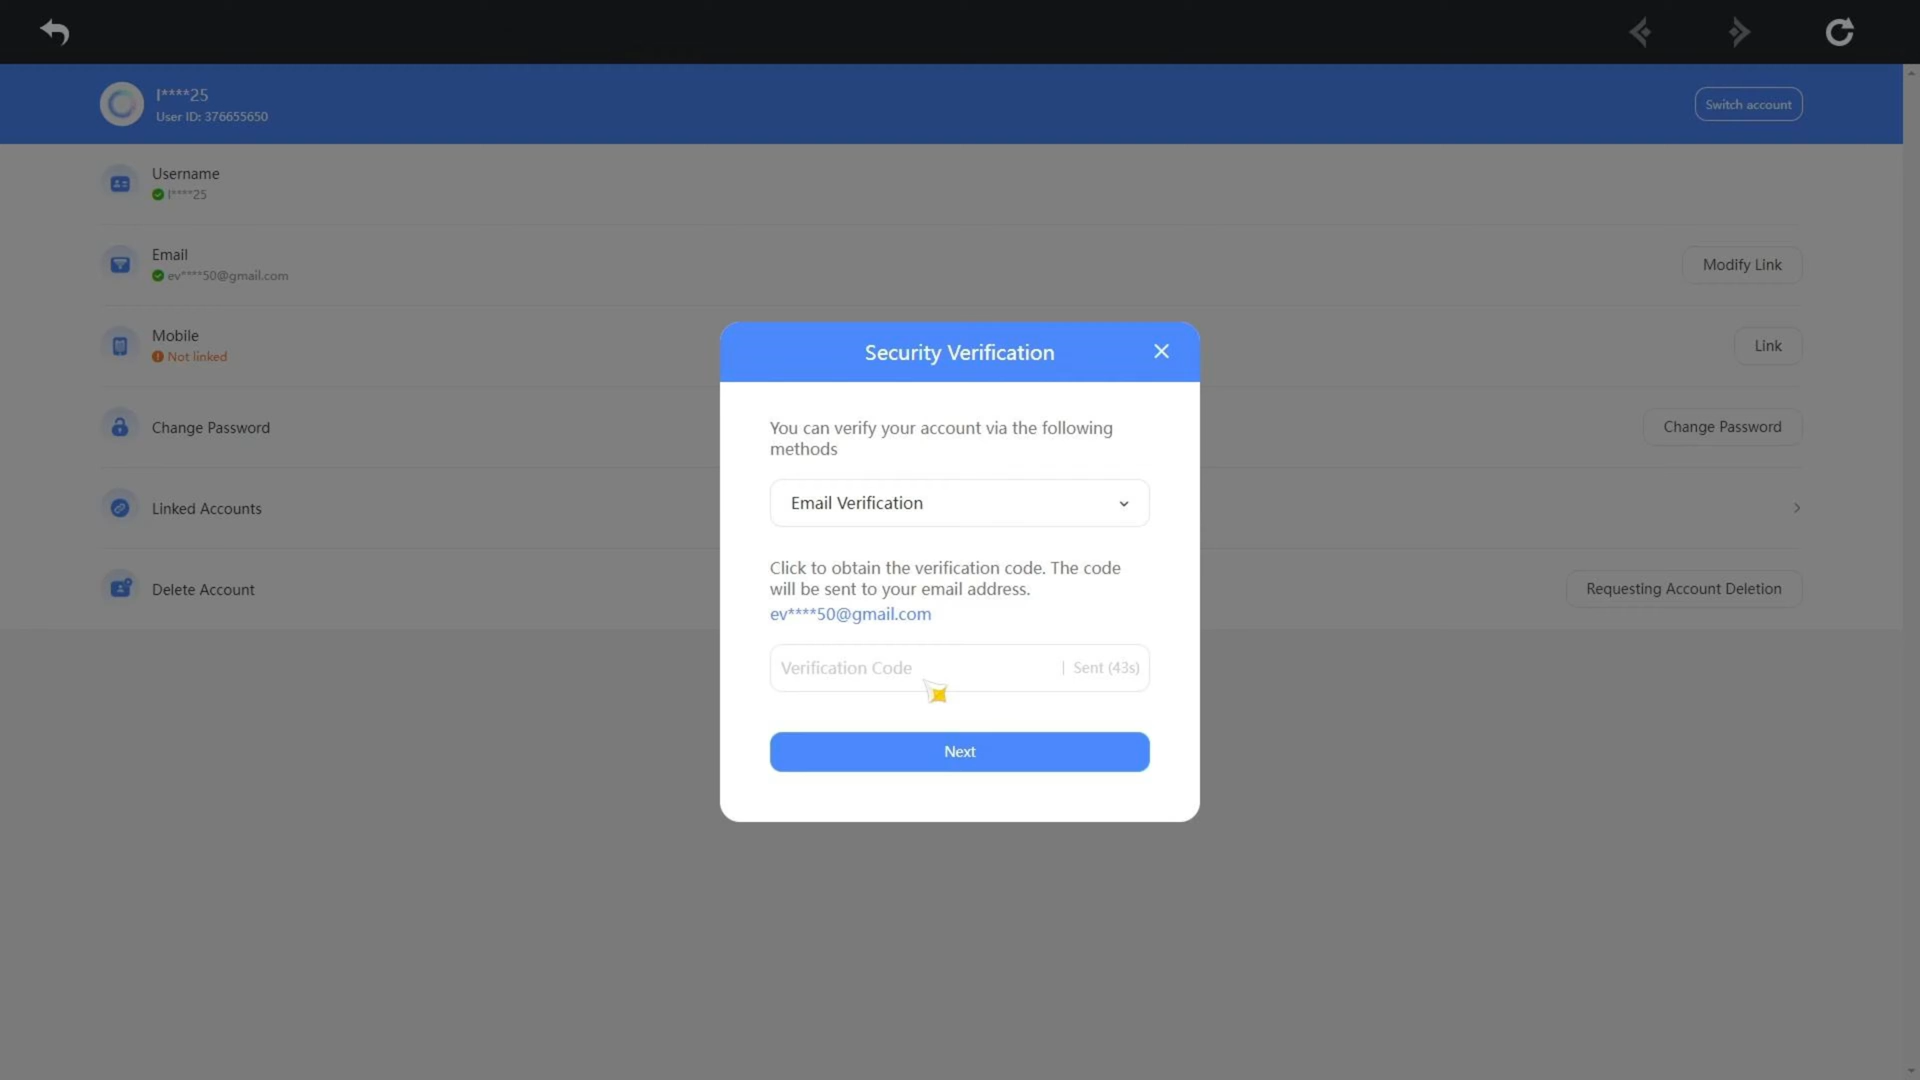 l****25
User ID: 376655650
Switch account
Username
l****25
Email
ev****50@gmail.com
Modify Link
Mobile
Not linked
Link
Change Password
Change Password
Linked Accounts
Delete Account
Requesting Account Deletion
Security Verification
You can verify your account via the following
methods
Email Verification
Click to obtain the verification code. The code
will be sent to your email address.
ev****50@gmail.com
Verification Code | Sent (43s)
Next